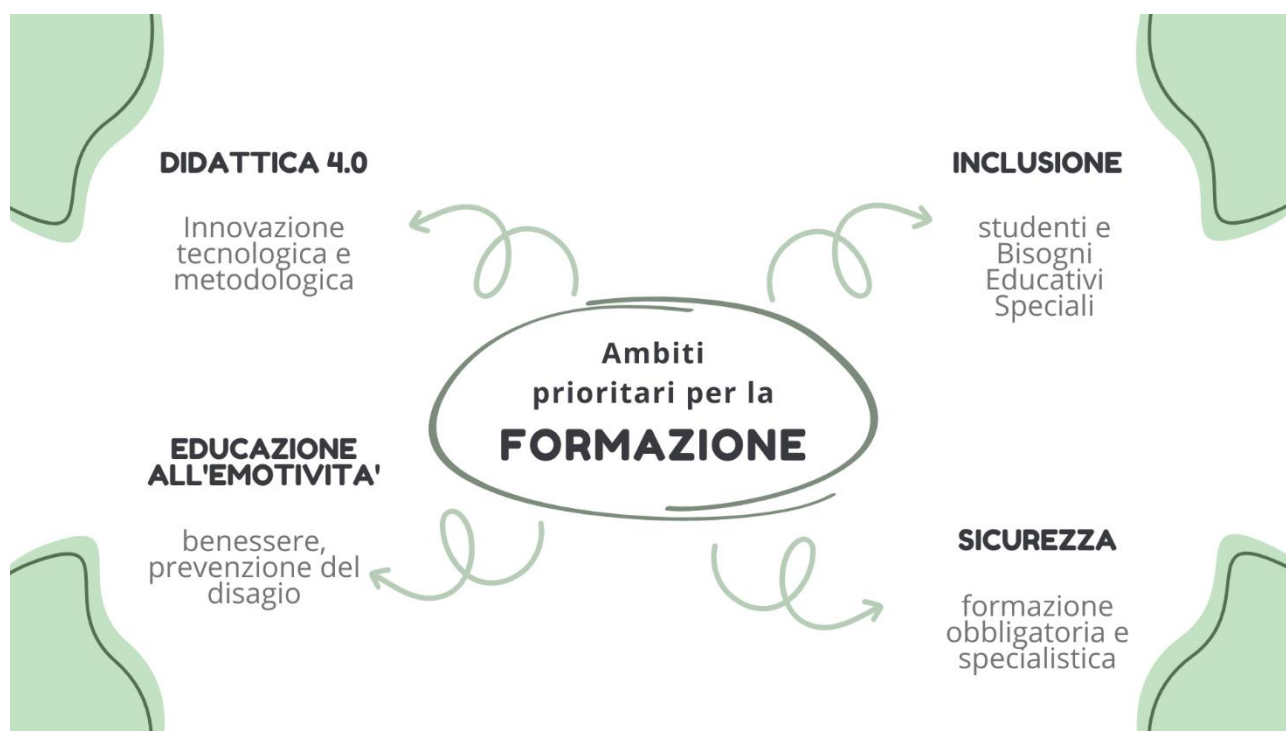 DIDATTICA 4.0
Innovazione
tecnologica e
metodologica
INCLUSIONE
studenti e
Bisogni
Educativi
Speciali
Ambiti
prioritari per la
FORMAZIONE
EDUCAZIONE
ALL'EMOTIVITA'
benessere,
prevenzione del
disagio
SICUREZZA
formazione
obbligatoria e
specialistica